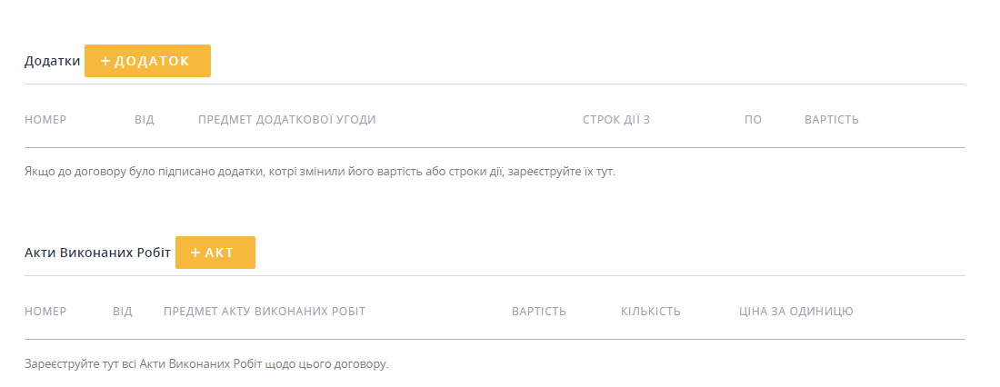 Додатки + ДОДАТОК
НОМЕР ВІД ПРЕДМЕТ ДОДАТКОВОЇ УГОДИ СТРОК ДІЇ З ПО ВАРТІСТЬ
Якщо до договору було підписано додатки, котрі змінили його вартість або строки дії, зареєструйте їх тут.
Акти Виконаних Робіт + АКТ
НОМЕР ВІД ПРЕДМЕТ АКТУ ВИКОНАНИХ РОБІТ ВАРТІСТЬ КІЛЬКІСТЬ ЦІНА ЗА ОДИНИЦЮ
Зареєструйте тут всі Акти Виконаних Робіт щодо цього договору.